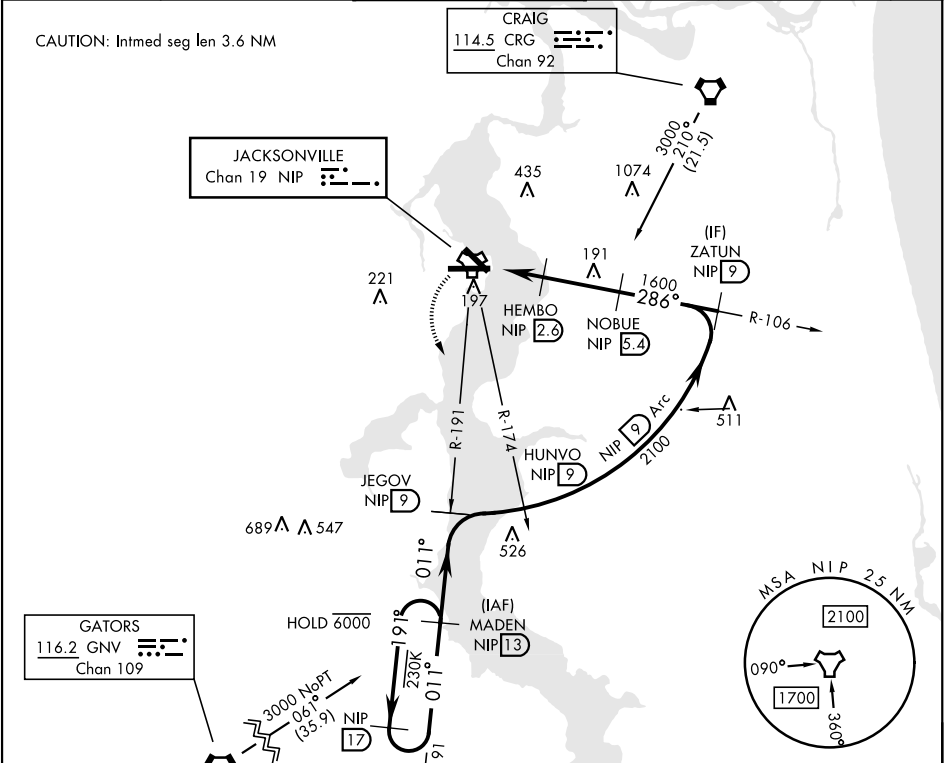 CAUTION: Intmed seg len 3.6 NM
CRAIG
114.5 CRG
Chan 92
3000
210°
(21.5)
JACKSONVILLE
Chan 19 NIP
435
1074
191
221
197
(IF)
ZATUN
NIP 9
1600
286°
R-106
HEMBO
NIP 2.6
NOBUE
NIP 5.4
R-191
R-174
NIP 9 Arc
2100
511
HUNVO
NIP 9
JEGOV
NIP 9
689
547
526
011°
HOLD 6000
191°
230K
011°
(IAF)
MADEN
NIP 13
GATORS
116.2 GNV
Chan 109
3000 NoPT
061°
(35.9)
NIP
17
MSA NIP 25 NM
2100
090°
1700
360°